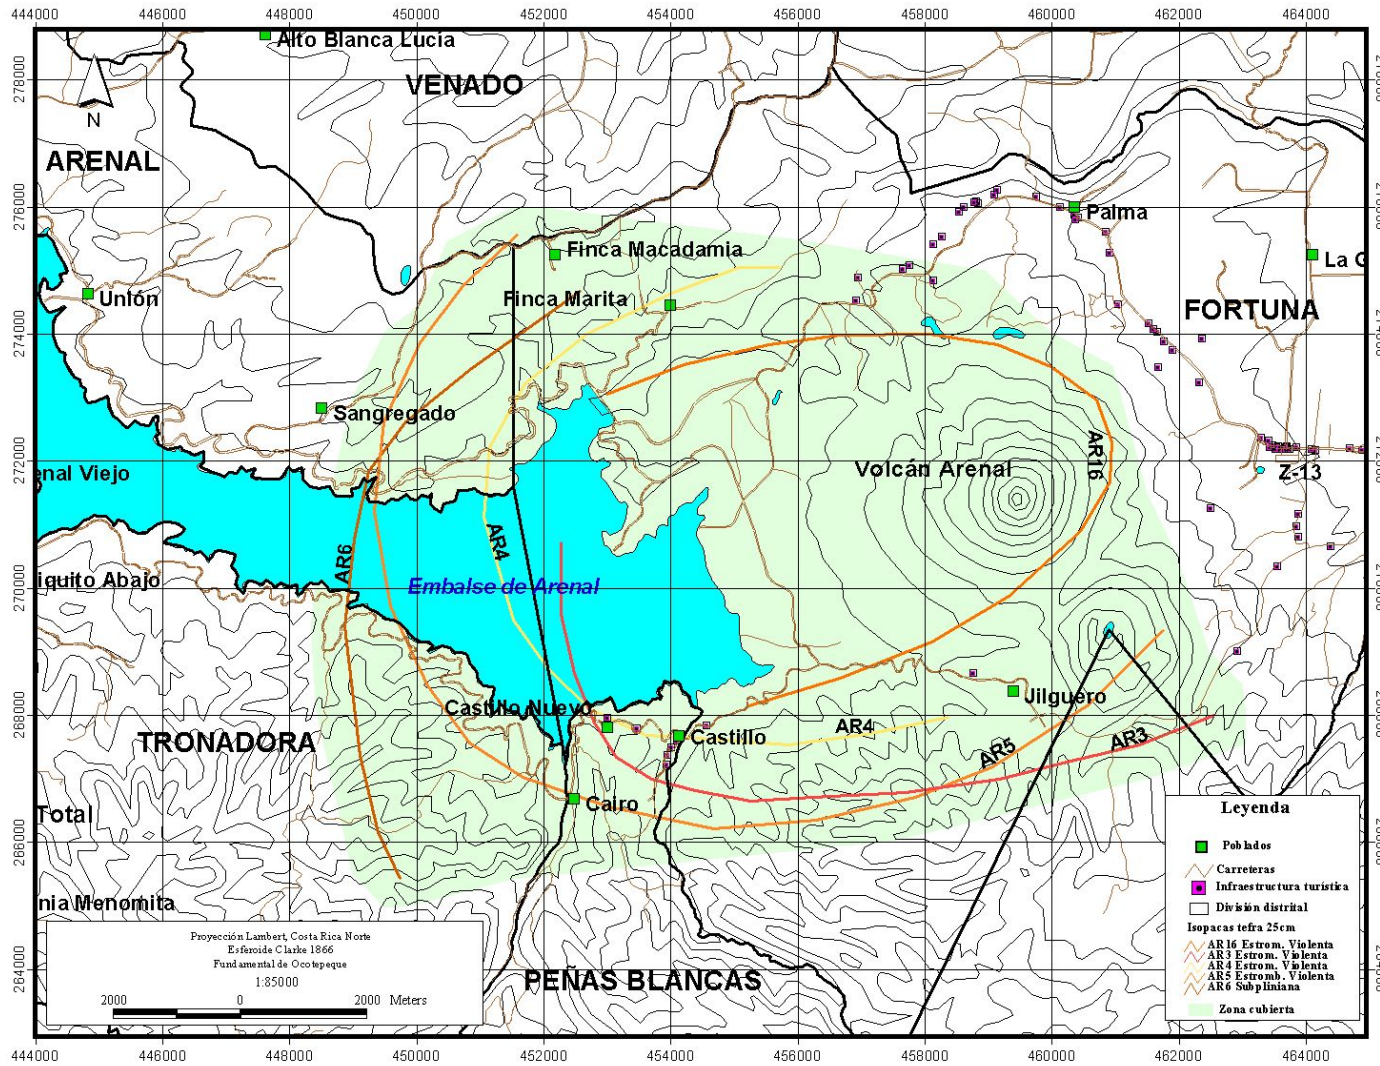 444000 446000 448000 450000 452000 454000 456000 458000 460000 462000 464000
Alto Blanca Lucia
VENADO
278000
N
ARENAL
276000
Palma
Finca Macadamia
La G
Unión
Finca Marita
FORTUNA
274000
Sangregado
272000
AR16
Volcán Arenal
Z-13
enal Viejo
AR4
AR6
270000
iquito Abajo
Embalse de Arenal
Jilguero
268000
Castillo Nuevo
AR4
Castillo
TRONADORA
AR5
AR3
Cairo
Total
266000
nia Menomita
PEÑAS BLANCAS
264000
Proyección Lambert, Costa Rica Norte
Esferoide Clarke 1866
Fundamental de Ocotepeque
1:85000
2000 0 2000 Meters
Leyenda
Poblados
Carreteras
Infraestructura turística
División distrital
Isopacas tefra 25cm
AR16 Estrom. Violenta
AR3 Estrom. Violenta
AR4 Estrom. Violenta
AR5 Estromb. Violenta
AR6 Subpliniana
Zona cubierta
444000 446000 448000 450000 452000 454000 456000 458000 460000 462000 464000